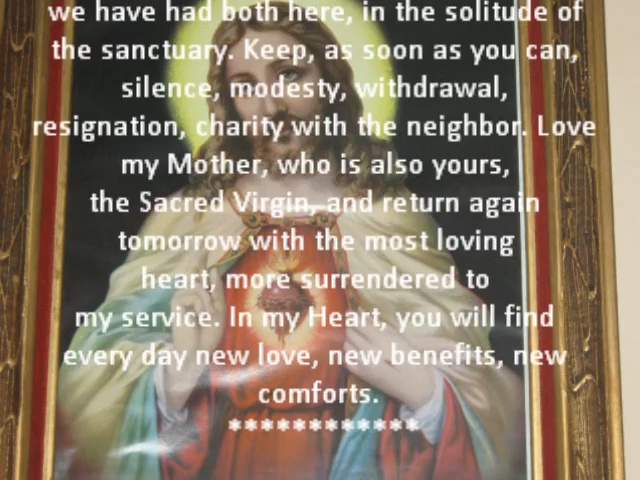 we have had both here, in the solitude of
the sanctuary. Keep, as soon as you can,
silence, modesty, withdrawal,
resignation, charity with the neighbor. Love
my Mother, who is also yours,
the Sacred Virgin, and return again
tomorrow with the most loving
heart, more surrendered to
my service. In my Heart, you will find
every day new love, new benefits, new
comforts.
************